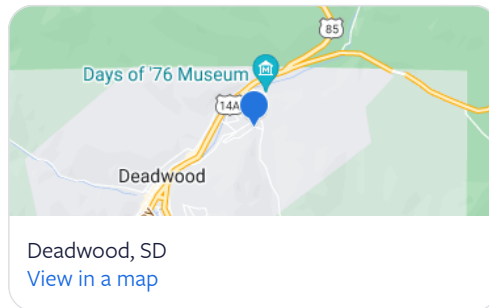 85
Days of '76 Museum
14A
Deadwood
Deadwood, SD
View in a map